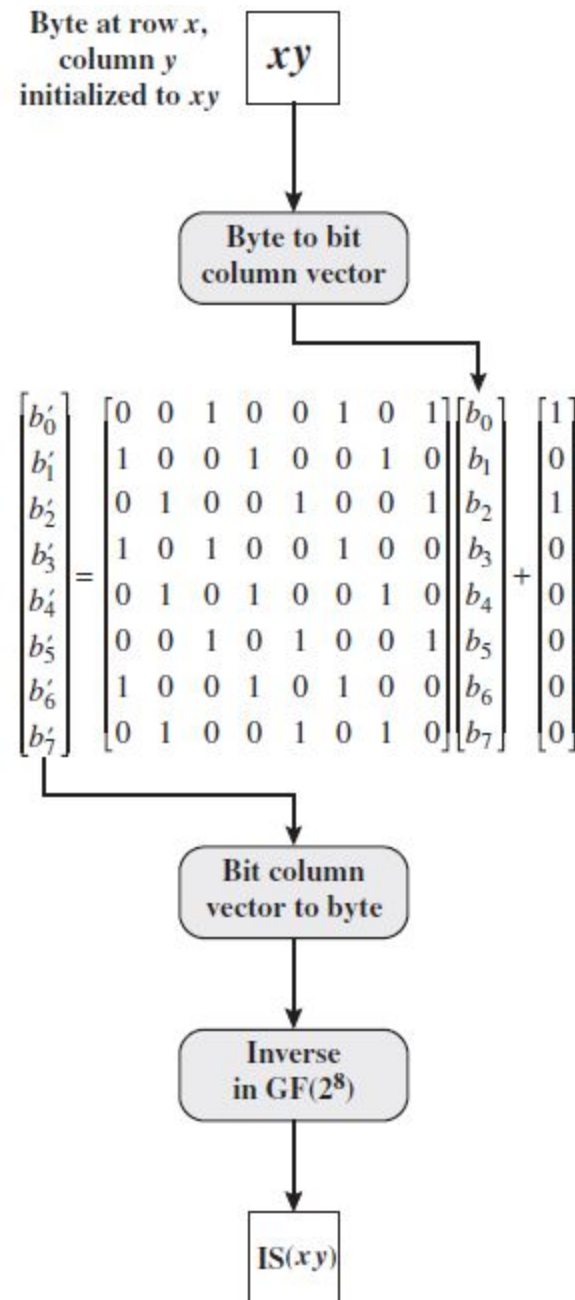 Byte at row x,
column y
initialized to xy
xy
Byte to bit
column vector
b′₀ 0 0 1 0 0 1 0 1 b₀ 1
b′₁ 1 0 0 1 0 0 1 0 b₁ 0
b′₂ 0 1 0 0 1 0 0 1 b₂ 1
b′₃ 1 0 1 0 0 1 0 0 b₃ 0
b′₄ = 0 1 0 1 0 0 1 0 b₄ + 0
b′₅ 0 0 1 0 1 0 0 1 b₅ 0
b′₆ 1 0 0 1 0 1 0 0 b₆ 0
b′₇ 0 1 0 0 1 0 1 0 b₇ 0
Bit column
vector to byte
Inverse
in GF(2⁸)
IS(xy)